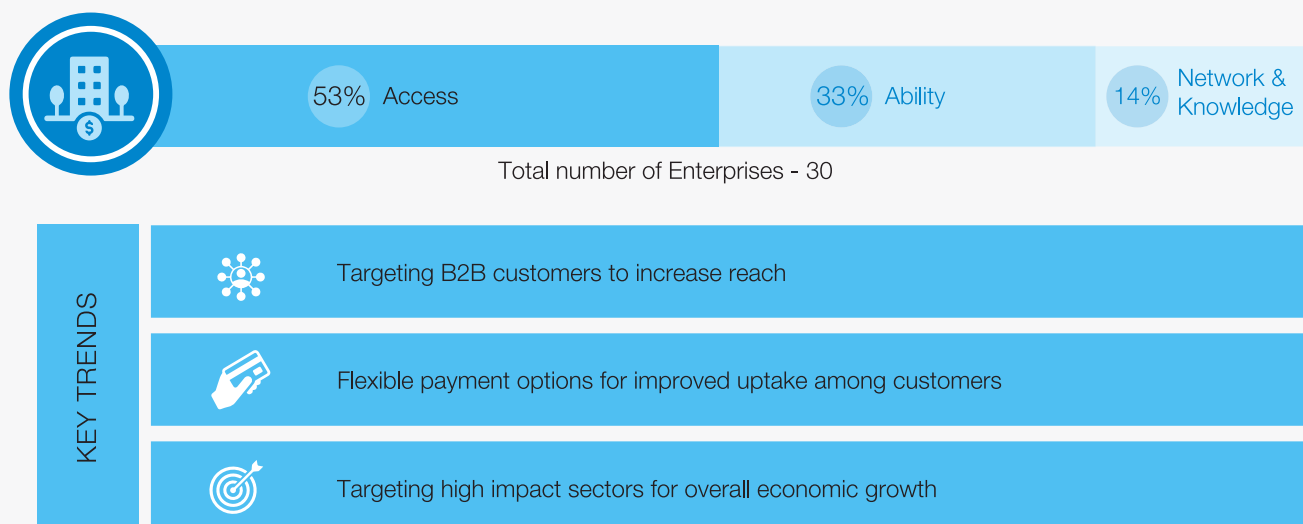 53% Access
33% Ability
14% Network &
Knowledge
$
Total number of Enterprises - 30
KEY TRENDS
Targeting B2B customers to increase reach
Flexible payment options for improved uptake among customers
Targeting high impact sectors for overall economic growth